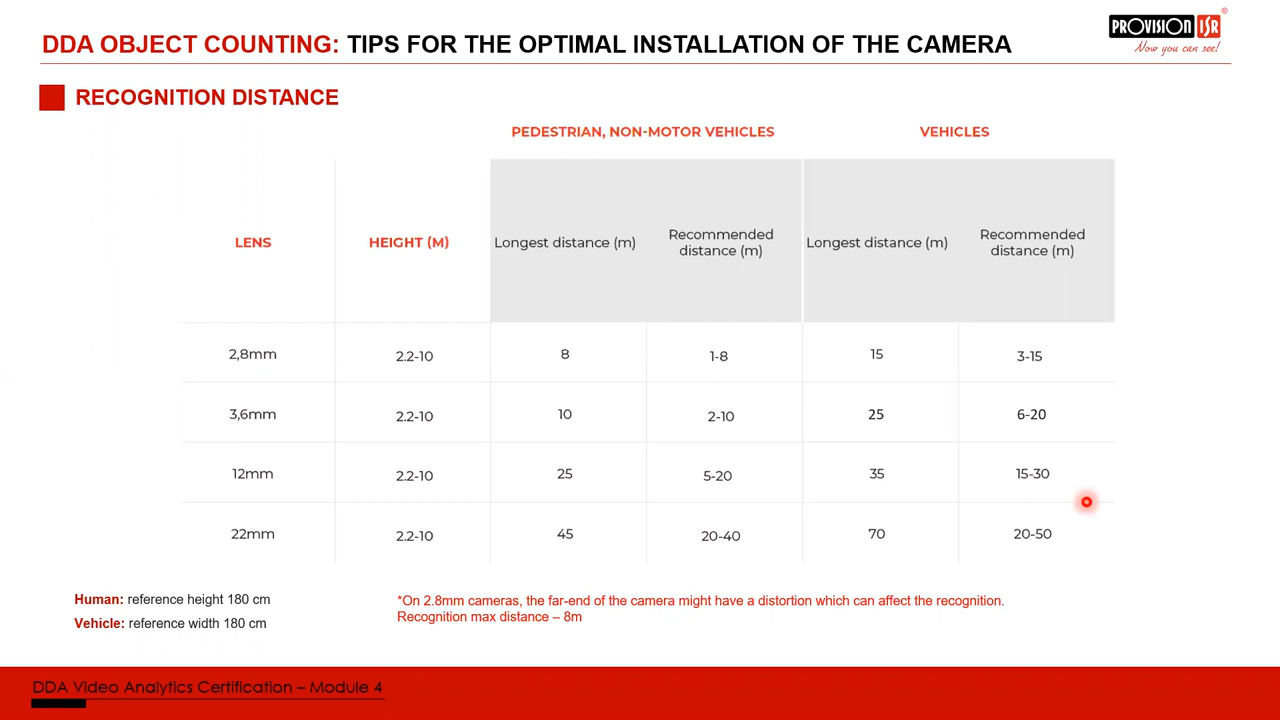 DDA OBJECT COUNTING: TIPS FOR THE OPTIMAL INSTALLATION OF THE CAMERA
PROVISION ISR ®
Now you can see!
RECOGNITION DISTANCE
PEDESTRIAN, NON-MOTOR VEHICLES VEHICLES
LENS HEIGHT (M) Longest distance (m) Recommended distance (m) Longest distance (m) Recommended distance (m)
2,8mm 2.2-10 8 1-8 15 3-15
3,6mm 2.2-10 10 2-10 25 6-20
12mm 2.2-10 25 5-20 35 15-30
22mm 2.2-10 45 20-40 70 20-50
Human: reference height 180 cm
Vehicle: reference width 180 cm
*On 2.8mm cameras, the far-end of the camera might have a distortion which can affect the recognition.
Recognition max distance – 8m
DDA Video Analytics Certification – Module 4